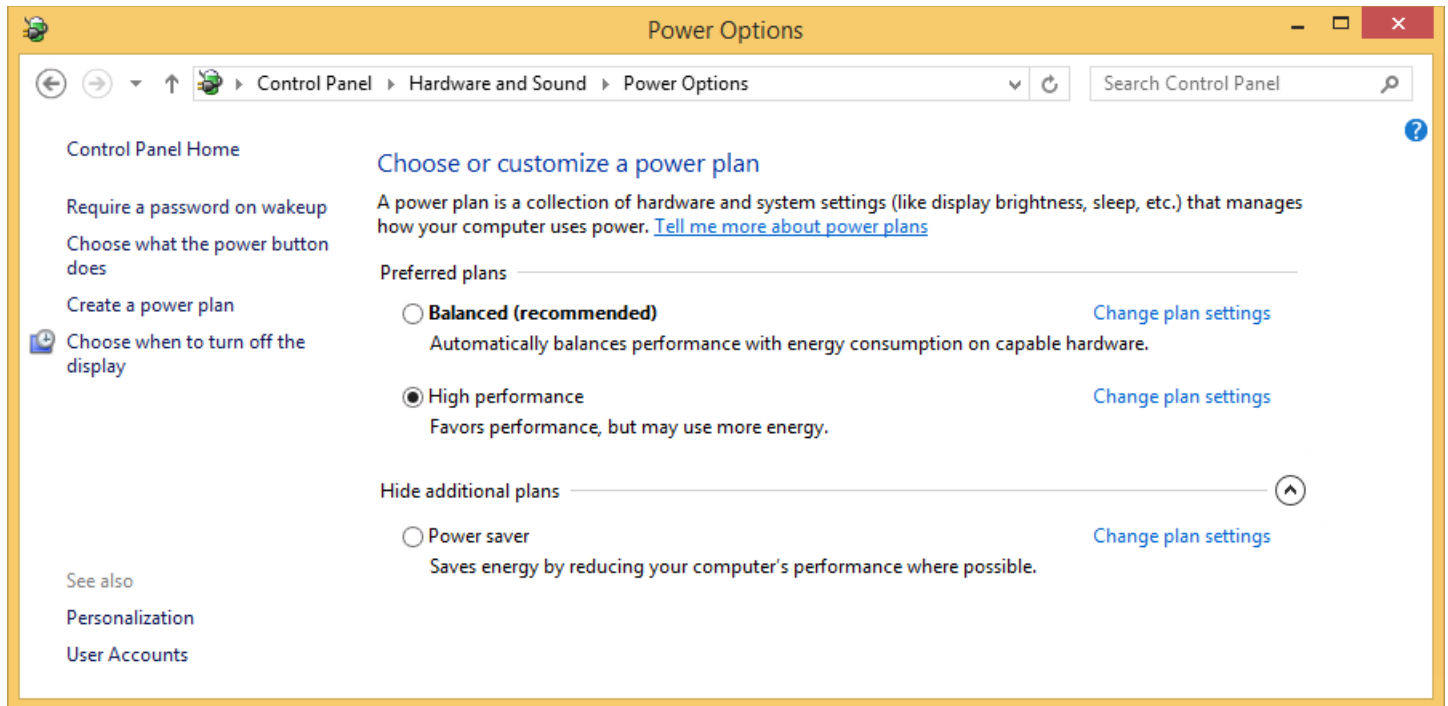 Power Options
Control Panel Hardware and Sound Power Options
Search Control Panel
Control Panel Home
Require a password on wakeup
Choose what the power button
does
Create a power plan
Choose when to turn off the
display
See also
Personalization
User Accounts
Choose or customize a power plan
A power plan is a collection of hardware and system settings (like display brightness, sleep, etc.) that manages
how your computer uses power. Tell me more about power plans
Preferred plans
Balanced (recommended) Change plan settings
Automatically balances performance with energy consumption on capable hardware.
High performance Change plan settings
Favors performance, but may use more energy.
Hide additional plans
Power saver Change plan settings
Saves energy by reducing your computer's performance where possible.